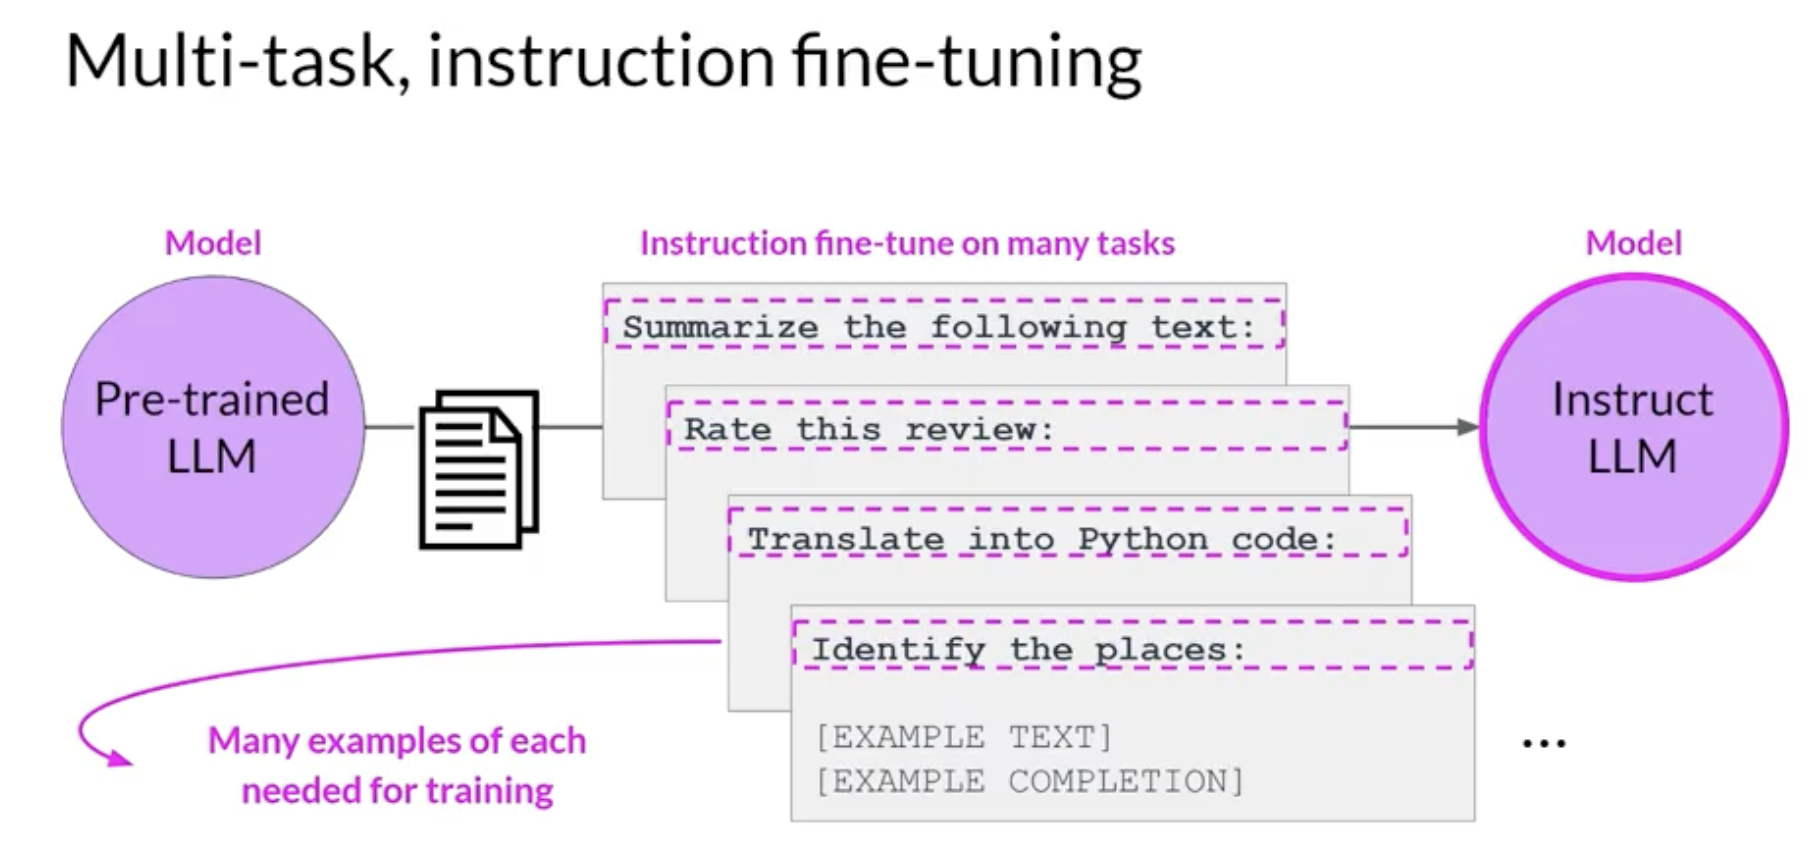 Multi-task, instruction fine-tuning
Model
Instruction fine-tune on many tasks
Model
Pre-trained
LLM
Summarize the following text:
Rate this review:
Translate into Python code:
Identify the places:
[EXAMPLE TEXT]
[EXAMPLE COMPLETION]
Instruct
LLM
Many examples of each
needed for training
...